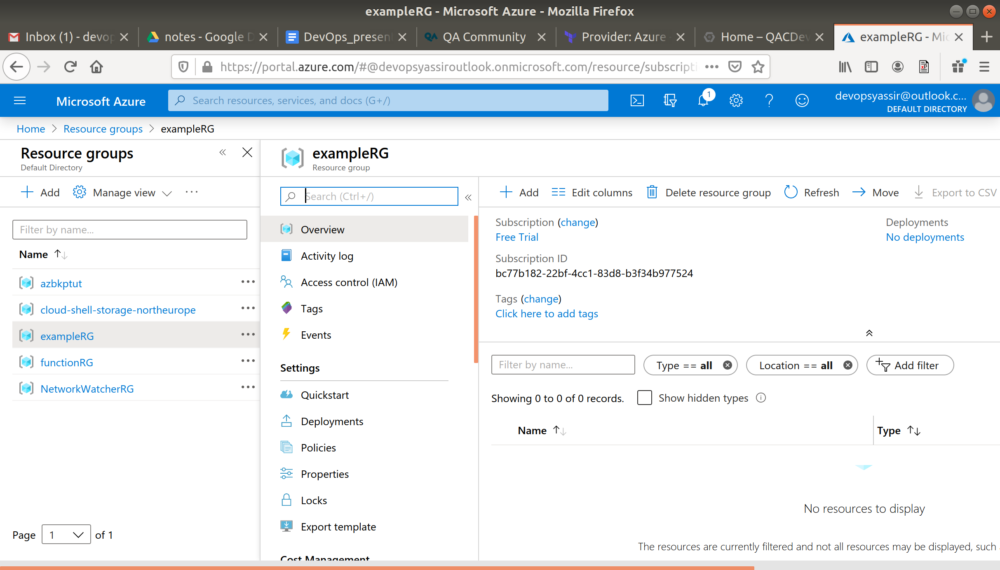 exampleRG - Microsoft Azure - Mozilla Firefox
Inbox (1) - devop
notes - Google D
DevOps_present
QA Community
Provider: Azure
Home – QACDev
exampleRG - Mic
https://portal.azure.com/#@devopsyassiroutlook.onmicrosoft.com/resource/subscripti
Microsoft Azure
Search resources, services, and docs (G+/)
1
devopsyassir@outlook.c...
DEFAULT DIRECTORY
Home > Resource groups > exampleRG
Resource groups
Default Directory
Add
Manage view
Filter by name...
Name
azbkptut
cloud-shell-storage-northeurope
exampleRG
functionRG
NetworkWatcherRG
Page 1 of 1
exampleRG
Resource group
Search (Ctrl+/)
Overview
Activity log
Access control (IAM)
Tags
Events
Settings
Quickstart
Deployments
Policies
Properties
Locks
Export template
Cost Management
Add
Edit columns
Delete resource group
Refresh
Move
Export to CSV
Subscription (change)
Free Trial
Subscription ID
bc77b182-22bf-4cc1-83d8-b3f34b977524
Tags (change)
Click here to add tags
Deployments
No deployments
Filter by name...
Type == all
Location == all
Add filter
Showing 0 to 0 of 0 records.
Show hidden types
Name
Type
No resources to display
The resources are currently filtered and not all resources may be displayed, such